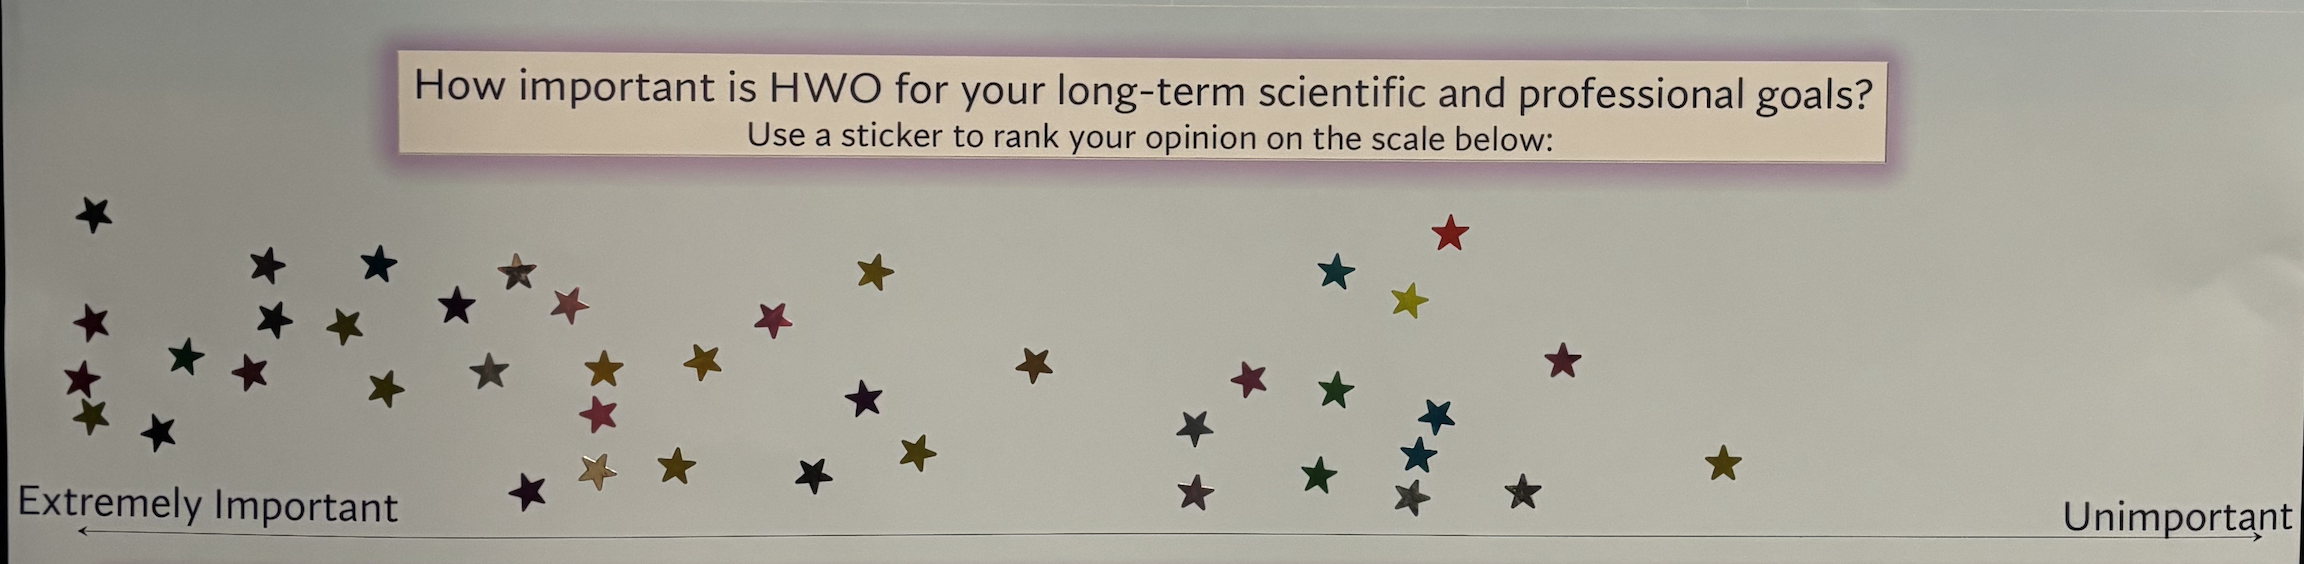 How important is HWO for your long-term scientific and professional goals?
Use a sticker to rank your opinion on the scale below:
Extremely Important
Unimportant